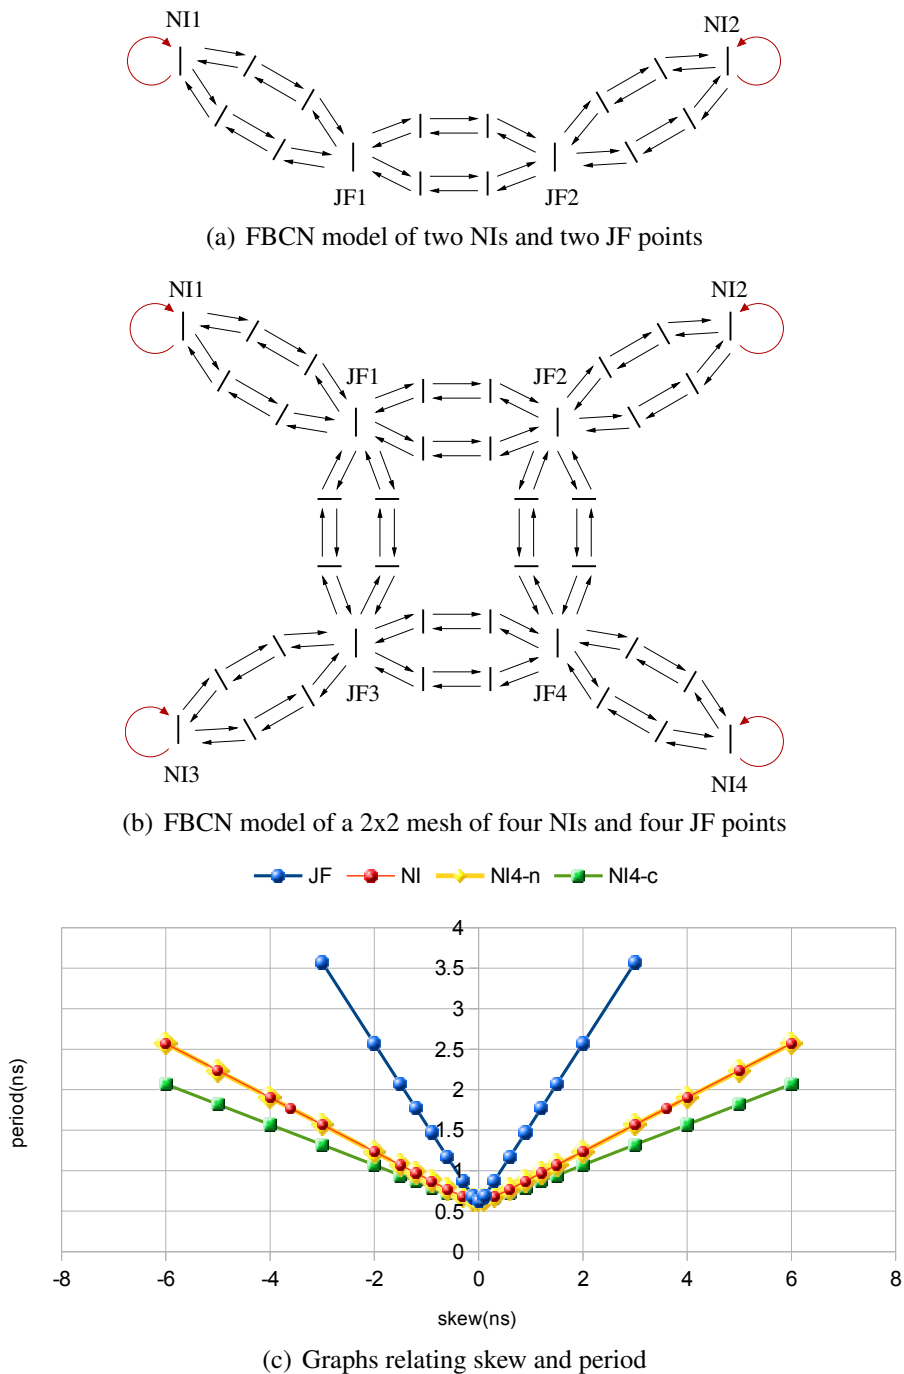 NI1
NI2
JF1
JF2
(a) FBCN model of two NIs and two JF points
NI1
NI2
JF1
JF2
JF3
JF4
NI3
NI4
(b) FBCN model of a 2x2 mesh of four NIs and four JF points
JF NI NI4-n NI4-c
4
3.5
3
2.5
2
1.5
1
0.5
0
period(ns)
-8 -6 -4 -2 0 2 4 6 8
skew(ns)
(c) Graphs relating skew and period